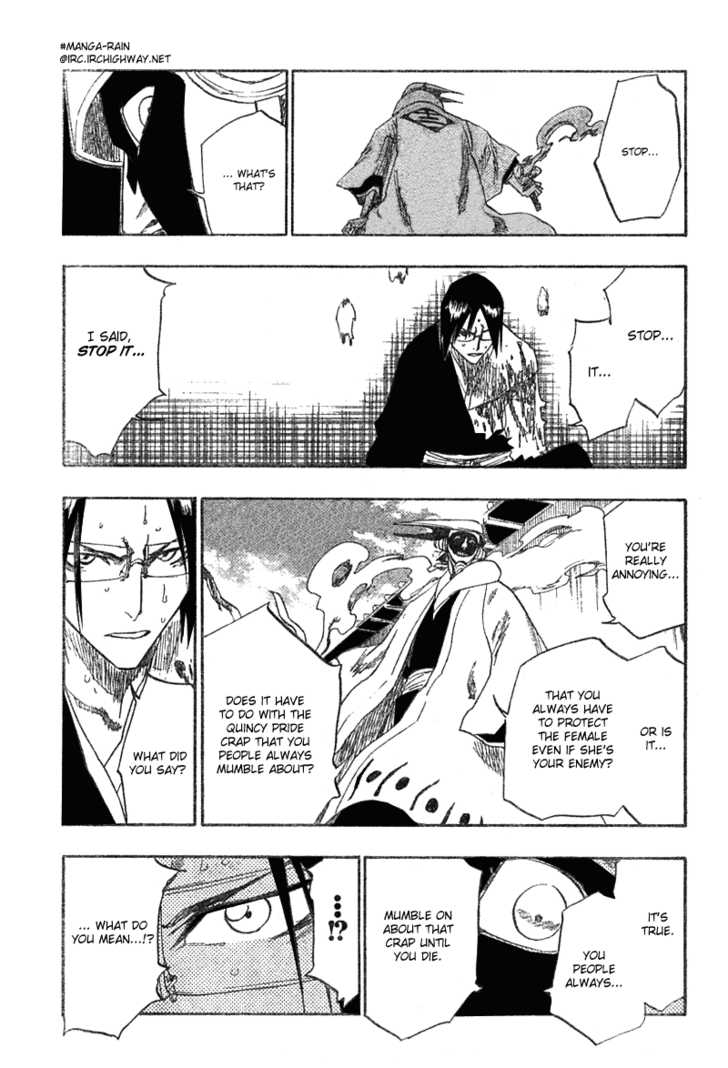 #MANGA-RAIN
@IRC.IRCHIGHWAY.NET
STOP...
... WHAT'S
THAT?
STOP...
IT...
I SAID,
STOP IT...
YOU'RE
REALLY
ANNOYING...
OR IS
IT...
THAT YOU
ALWAYS HAVE
TO PROTECT
THE FEMALE
EVEN IF SHE'S
YOUR ENEMY?
DOES IT HAVE
TO DO WITH THE
QUINCY PRIDE
CRAP THAT YOU
PEOPLE ALWAYS
MUMBLE ABOUT?
WHAT DID
YOU SAY?
IT'S
TRUE.
YOU
PEOPLE
ALWAYS...
MUMBLE ON
ABOUT THAT
CRAP UNTIL
YOU DIE.
...!?
... WHAT DO
YOU MEAN...!?